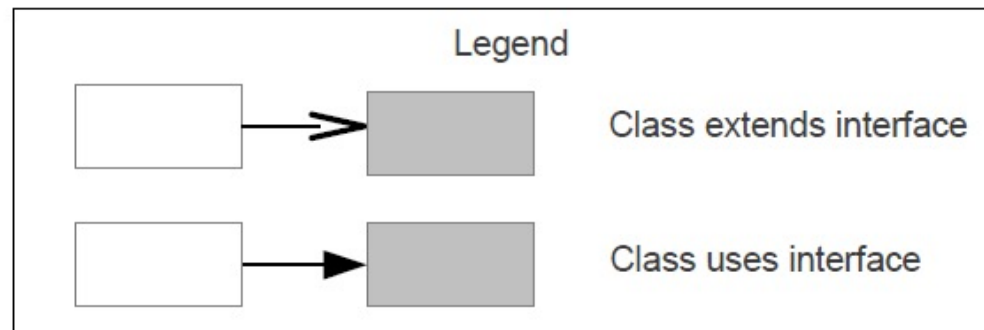 Legend
Class extends interface
Class uses interface